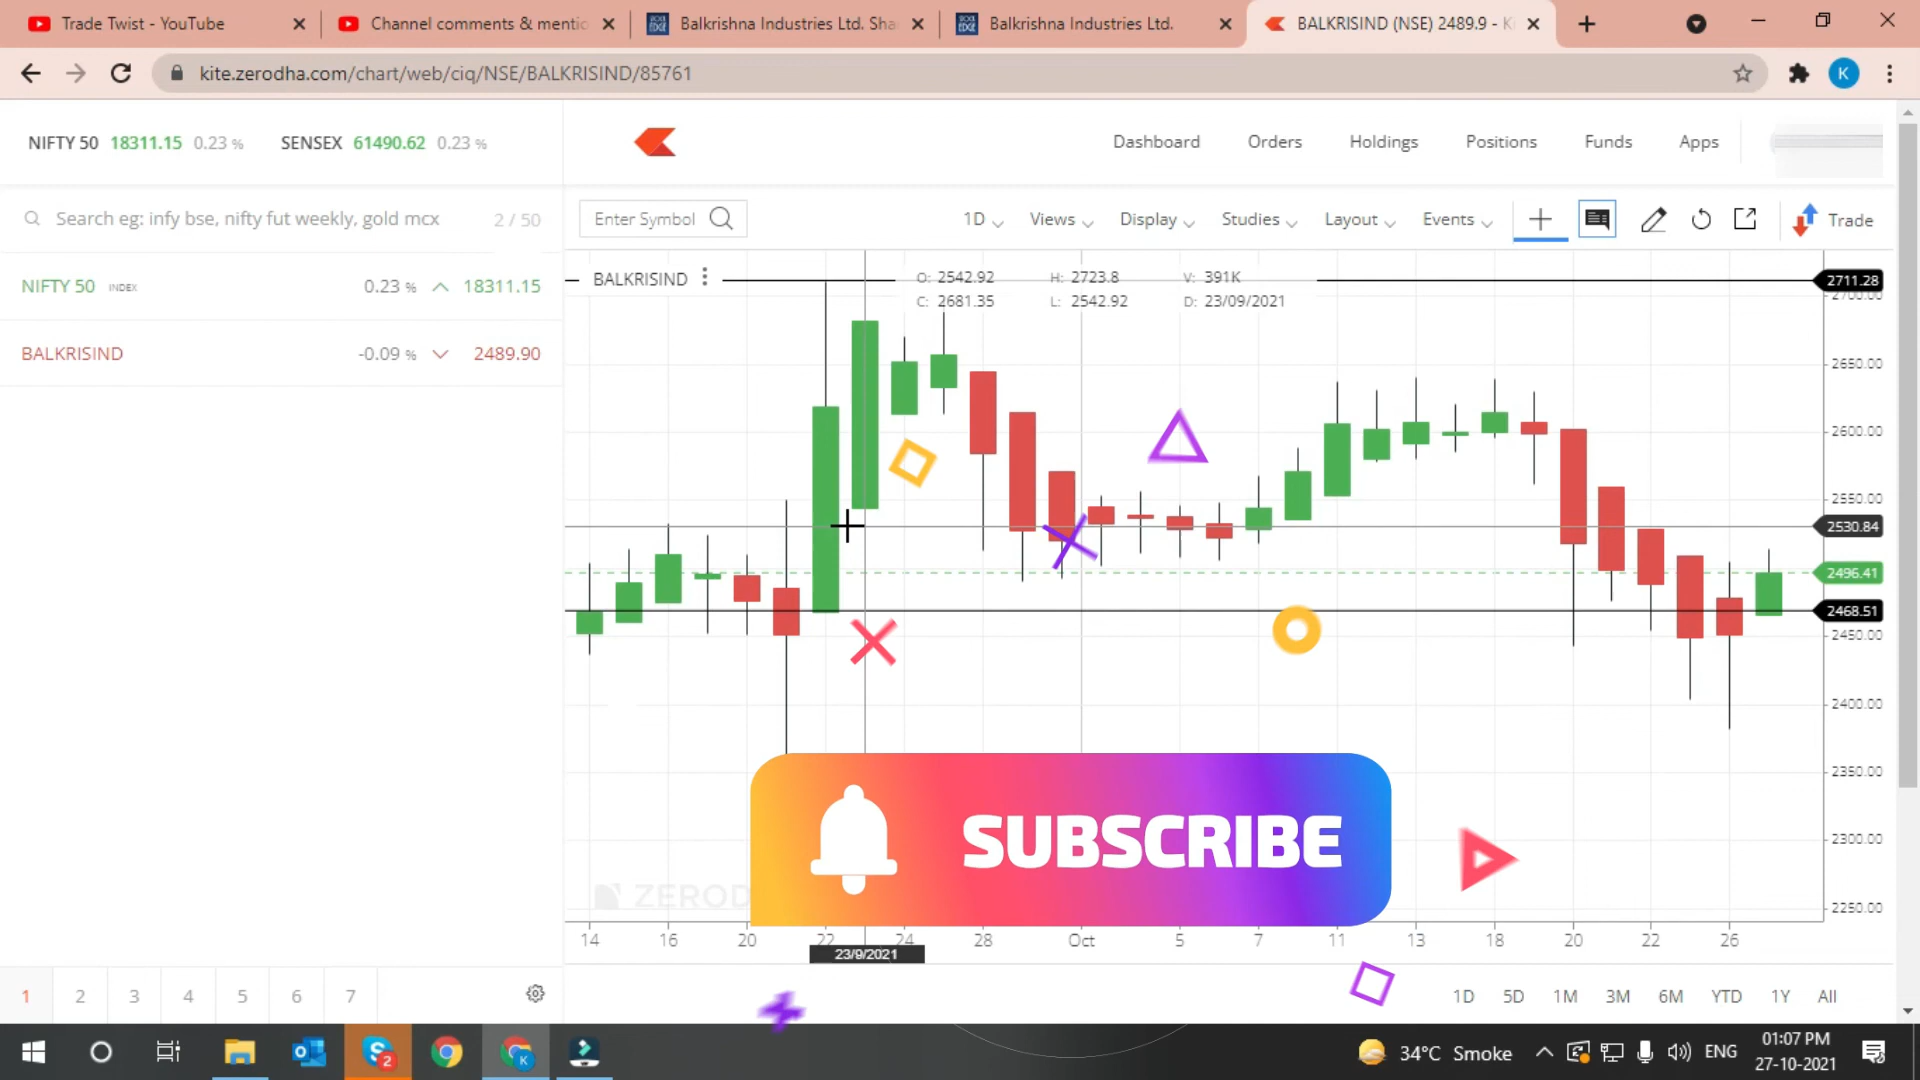 Trade Twist - YouTube
Channel comments & mentic
Balkrishna Industries Ltd. Sha
Balkrishna Industries Ltd.
BALKRISIND (NSE) 2489.9 - Ki
kite.zerodha.com/chart/web/ciq/NSE/BALKRISIND/85761
K
NIFTY 50 18311.15 0.23 %
SENSEX 61490.62 0.23 %
Dashboard
Orders
Holdings
Positions
Funds
Apps
Search eg: infy bse, nifty fut weekly, gold mcx
2 / 50
Enter Symbol
1D
Views
Display
Studies
Layout
Events
Trade
NIFTY 50 INDEX 0.23 % 18311.15
BALKRISIND -0.09 % 2489.90
BALKRISIND
O: 2542.92 H: 2723.8 V: 391K
C: 2681.35 L: 2542.92 D: 23/09/2021
2711.28
2700.00
2650.00
2600.00
2550.00
2530.84
2496.41
2468.51
2450.00
2400.00
2350.00
2300.00
2250.00
SUBSCRIBE
ZEROD
14 16 20 22 24 28 Oct 5 7 11 13 18 20 22 26
23/9/2021
1 2 3 4 5 6 7
1D 5D 1M 3M 6M YTD 1Y All
2
K
34°C Smoke
ENG
01:07 PM
27-10-2021